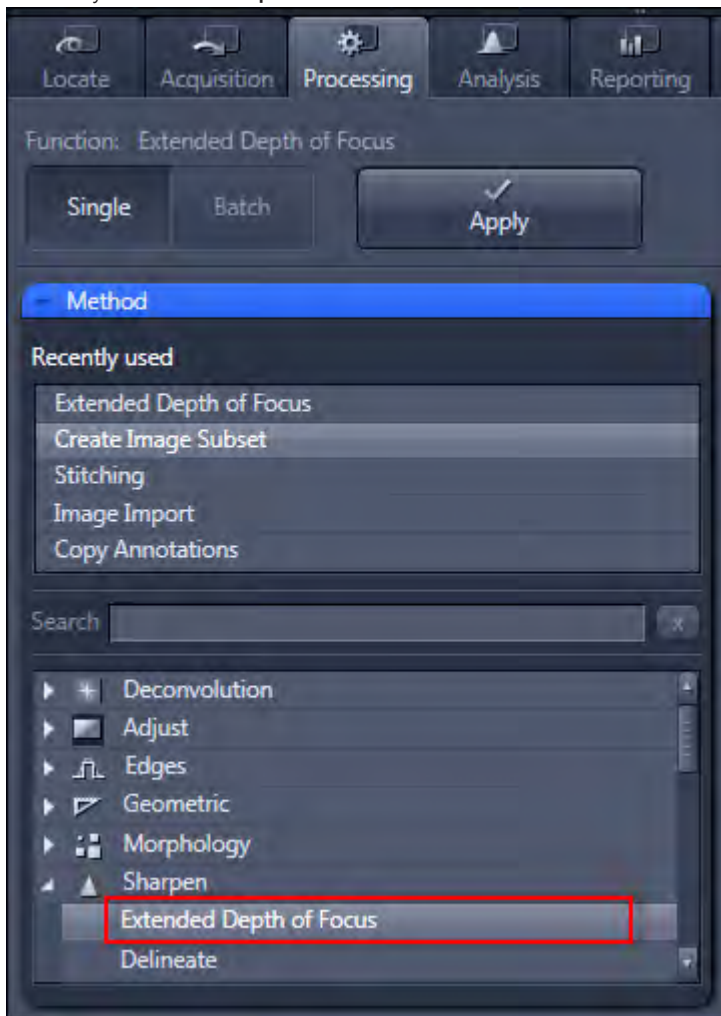 Locate Acquisition Processing Analysis Reporting
Function: Extended Depth of Focus
Single Batch Apply
Method
Recently used
Extended Depth of Focus
Create Image Subset
Stitching
Image Import
Copy Annotations
Search x
Deconvolution
Adjust
Edges
Geometric
Morphology
Sharpen
Extended Depth of Focus
Delineate